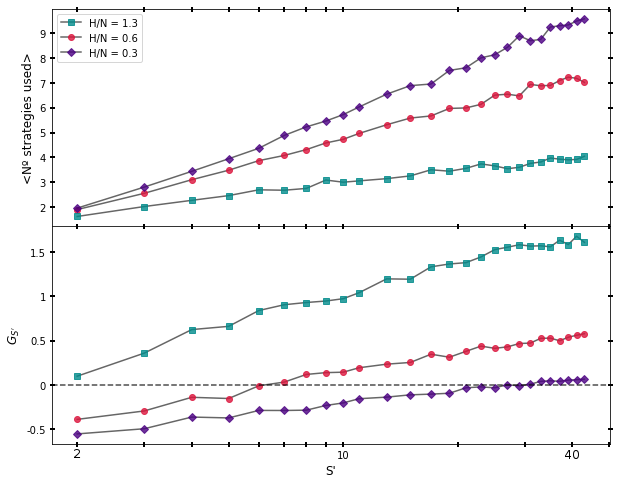 H/N = 1.3
H/N = 0.6
H/N = 0.3
<Nº strategies used>
9
8
7
6
5
4
3
2
G_{S'}
1.5
1
0.5
0
-0.5
2
10
40
S'